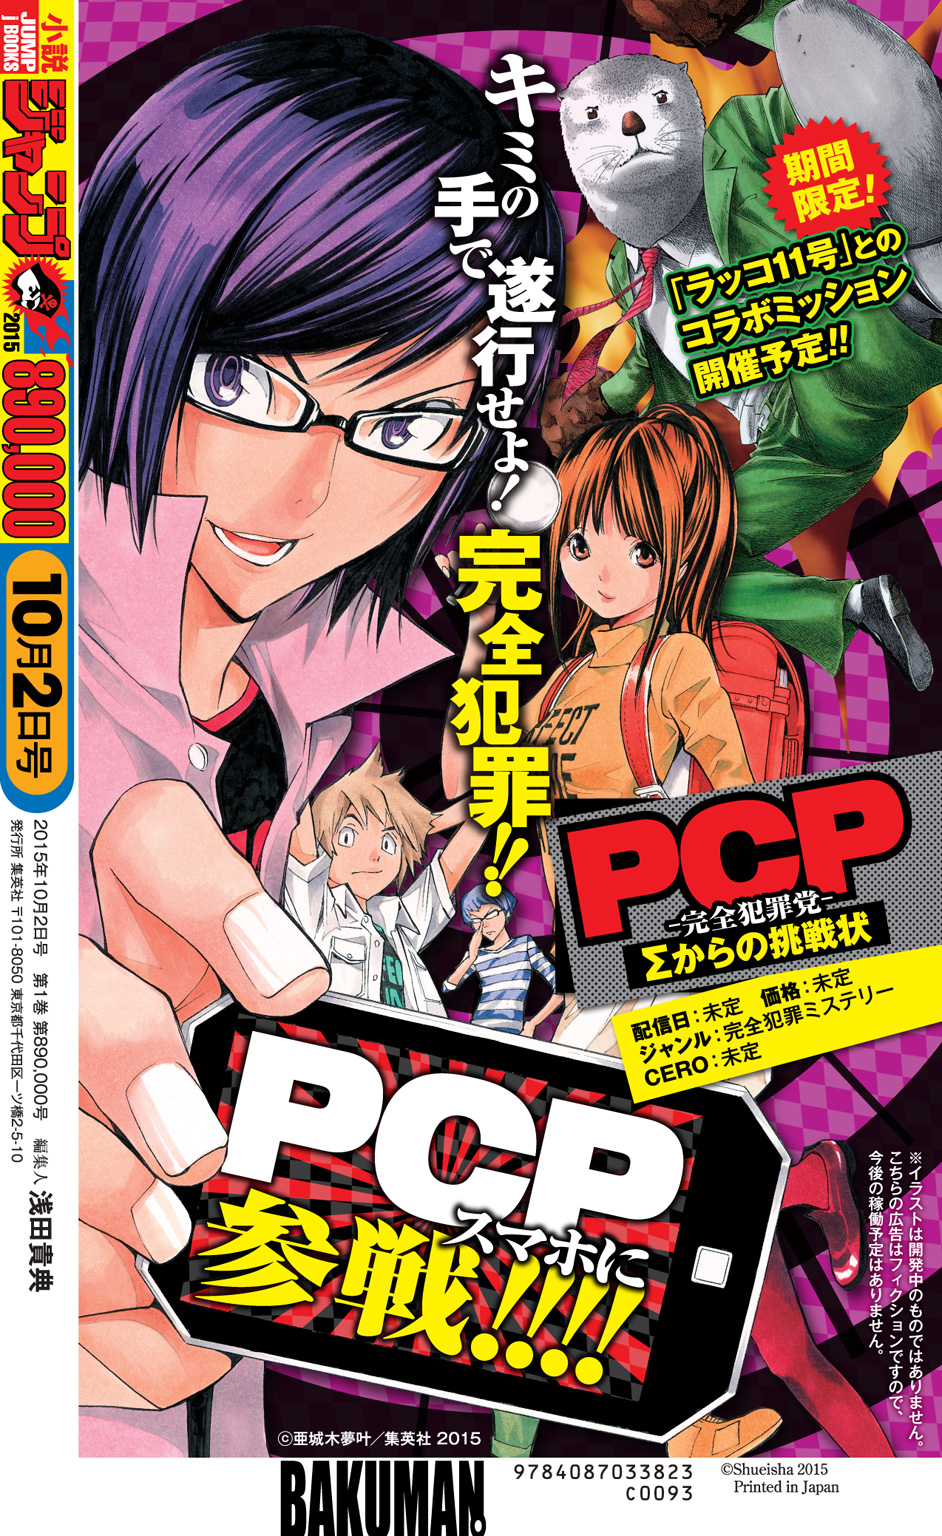 小説
JUMP
j BOOKS
ジャンプ
2015
890,000
10月2日号
2015年10月2日号 第1巻 第890,000号 編集人 浅田貴典
発行所 集英社 〒101-8050 東京都千代田区一ツ橋2-5-10
キミの
手で
遂行せよ!
完全犯罪!!
期間
限定!
「ラッコ11号」との
コラボミッション
開催予定!!
PCP
-完全犯罪党-
Σからの挑戦状
配信日:未定 価格:未定
ジャンル:完全犯罪ミステリー
CERO:未定
PCP
スマホに
参戦!!!!
※イラストは開発中のものではありません。
こちらの広告はフィクションですので、
今後の稼働予定はありません。
©亜城木夢叶/集英社 2015
BAKUMAN。
9784087033823
C0093
©Shueisha 2015
Printed in Japan